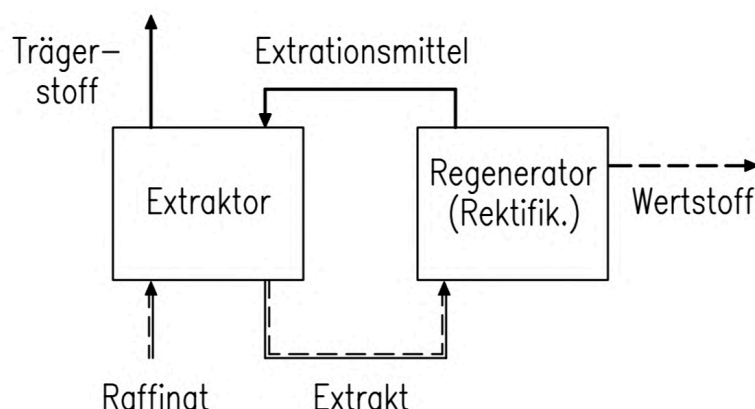 Träger-
stoff
Extrationsmittel
Extraktor
Regenerator
(Rektifik.)
Wertstoff
Raffinat
Extrakt